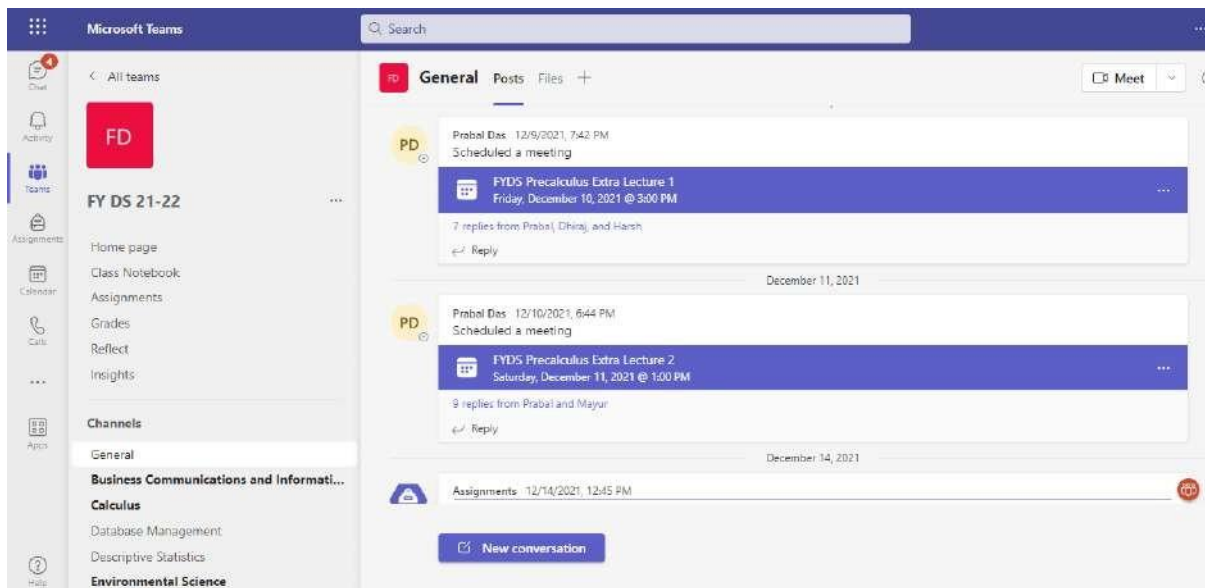 Microsoft Teams
Search
4
Chat
Activity
Teams
Assignments
Calendar
Calls
...
Apps
Help
All teams
FD
FY DS 21-22
...
Home page
Class Notebook
Assignments
Grades
Reflect
Insights
Channels
General
Business Communications and Informati...
Calculus
Database Management
Descriptive Statistics
Environmental Science
FD
General Posts Files +
Meet
PD
Prabal Das 12/9/2021, 7:42 PM
Scheduled a meeting
FYDS Precalculus Extra Lecture 1
Friday, December 10, 2021 @ 3:00 PM
7 replies from Prabal, Dhiraj, and Harsh
Reply
December 11, 2021
PD
Prabal Das 12/10/2021, 6:44 PM
Scheduled a meeting
FYDS Precalculus Extra Lecture 2
Saturday, December 11, 2021 @ 1:00 PM
9 replies from Prabal and Mayur
Reply
December 14, 2021
Assignments 12/14/2021, 12:45 PM
New conversation